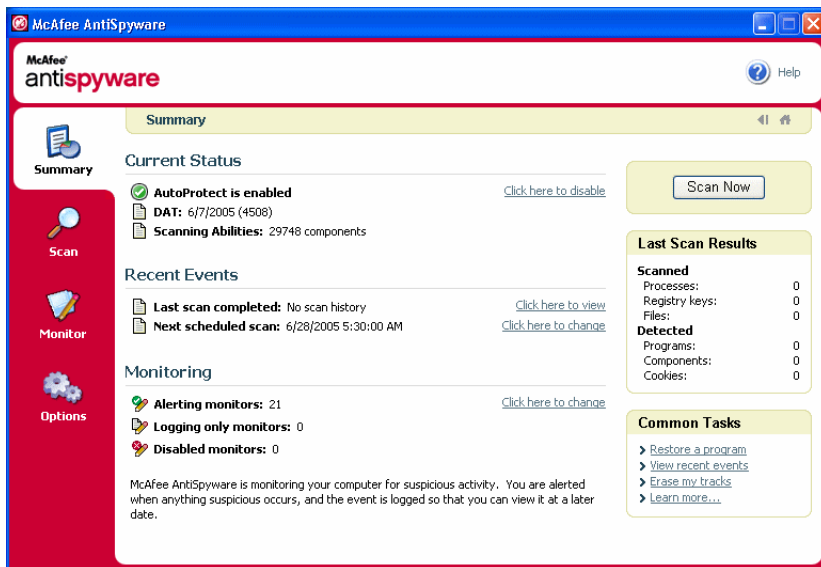 McAfee AntiSpyware
McAfee®
antispyware
Help
Summary
Scan
Monitor
Options
Summary
Current Status
AutoProtect is enabled
Click here to disable
DAT: 6/7/2005 (4508)
Scanning Abilities: 29748 components
Recent Events
Last scan completed: No scan history
Click here to view
Next scheduled scan: 6/28/2005 5:30:00 AM
Click here to change
Monitoring
Alerting monitors: 21
Click here to change
Logging only monitors: 0
Disabled monitors: 0
McAfee AntiSpyware is monitoring your computer for suspicious activity. You are alerted
when anything suspicious occurs, and the event is logged so that you can view it at a later
date.
Scan Now
Last Scan Results
Scanned
Processes: 0
Registry keys: 0
Files: 0
Detected
Programs: 0
Components: 0
Cookies: 0
Common Tasks
Restore a program
View recent events
Erase my tracks
Learn more...